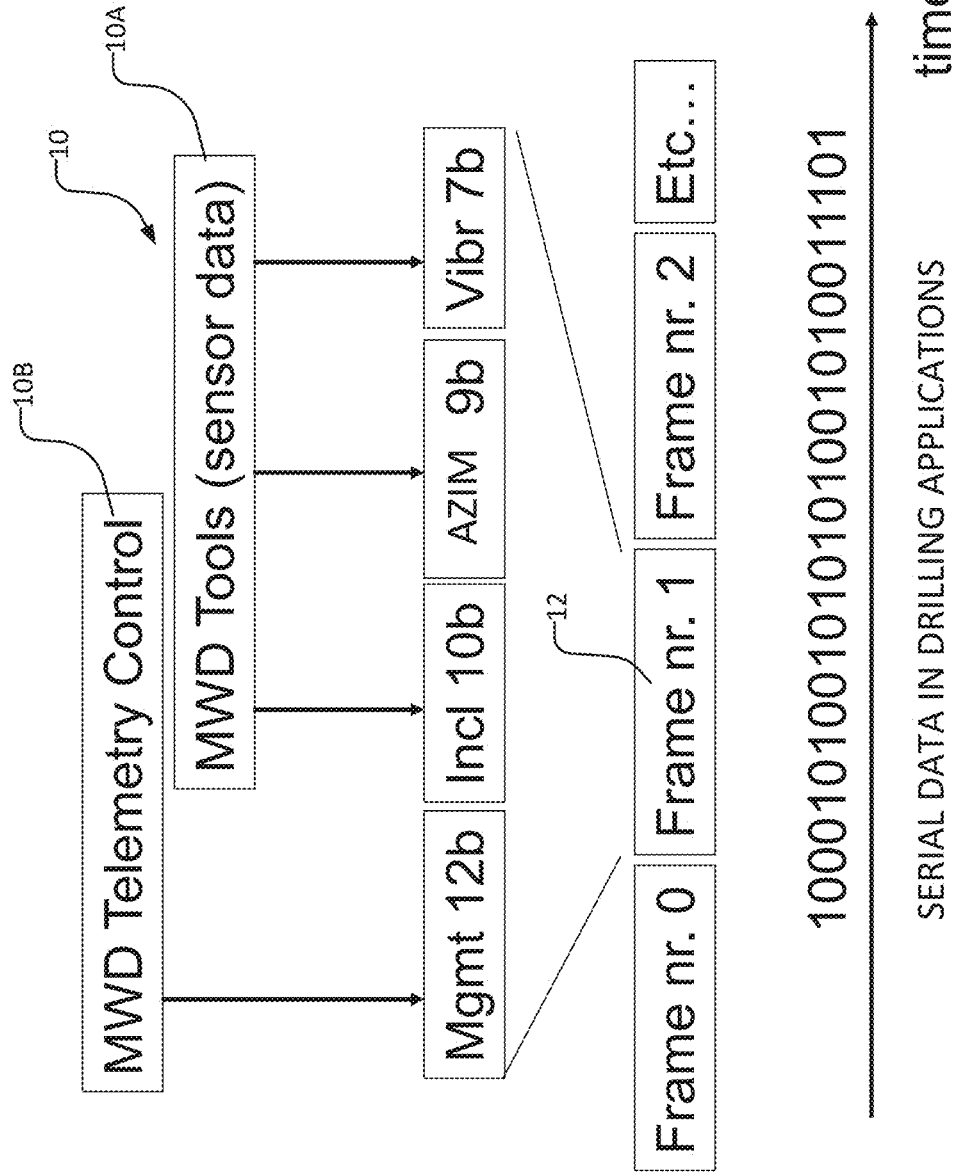 MWD Telemetry Control
10B
10
MWD Tools (sensor data)
10A
Mgmt 12b
Incl 10b
AZIM 9b
Vibr 7b
12
Frame nr. 0
Frame nr. 1
Frame nr. 2
Etc...
SERIAL DATA IN DRILLING APPLICATIONS
time